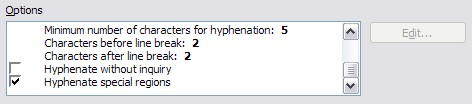 Options
Minimum number of characters for hyphenation: 5
Characters before line break: 2
Characters after line break: 2
Hyphenate without inquiry
Hyphenate special regions
Edit...